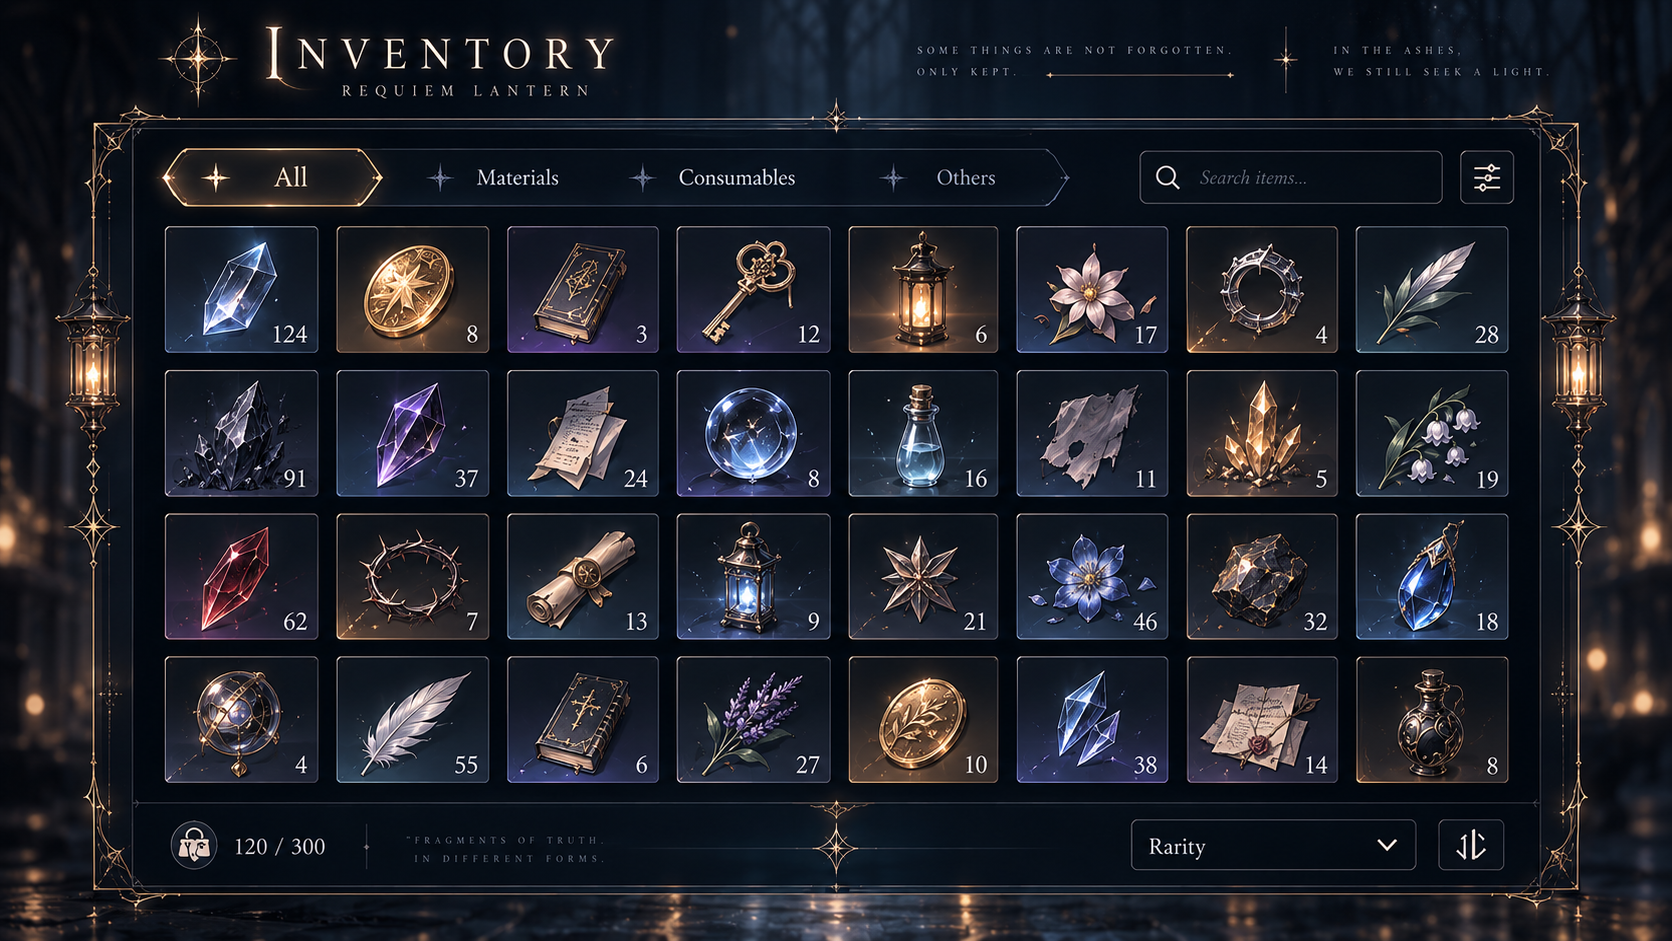 INVENTORY
REQUIEM LANTERN
SOME THINGS ARE NOT FORGOTTEN.
ONLY KEPT.
IN THE ASHES,
WE STILL SEEK A LIGHT.
All
Materials
Consumables
Others
Search items...
124
8
3
12
6
17
4
28
91
37
24
8
16
11
5
19
62
7
13
9
21
46
32
18
4
55
6
27
10
38
14
8
120 / 300
"FRAGMENTS OF TRUTH.
IN DIFFERENT FORMS.
Rarity